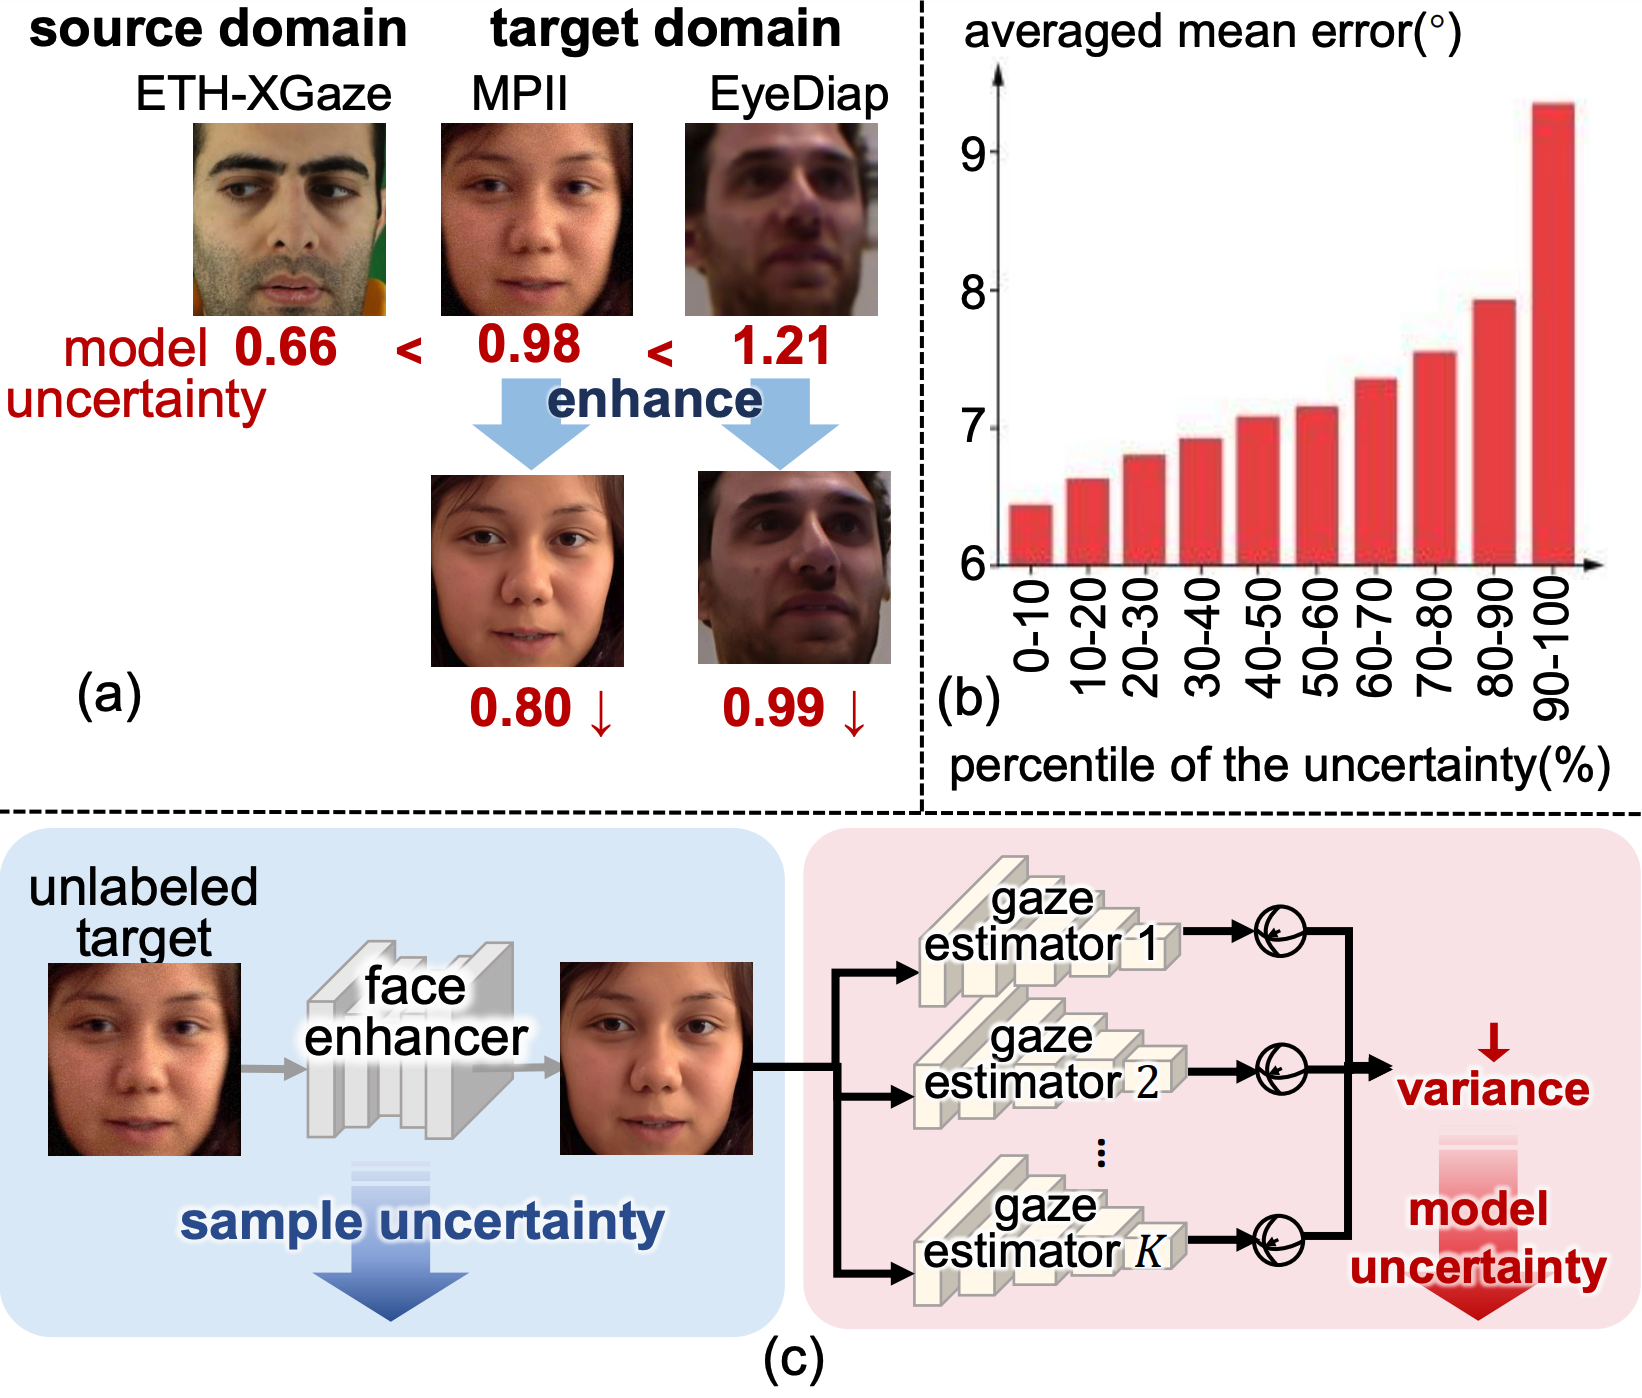 source domain
target domain
ETH-XGaze
MPII
EyeDiap
model
uncertainty
0.66
<
0.98
<
1.21
enhance
0.80 ↓
0.99 ↓
(a)
averaged mean error(°)
9
8
7
6
0-10
10-20
20-30
30-40
40-50
50-60
60-70
70-80
80-90
90-100
percentile of the uncertainty(%)
(b)
unlabeled
target
face
enhancer
sample uncertainty
gaze
estimator 1
gaze
estimator 2
⋮
gaze
estimator K
↓
variance
model
uncertainty
(c)